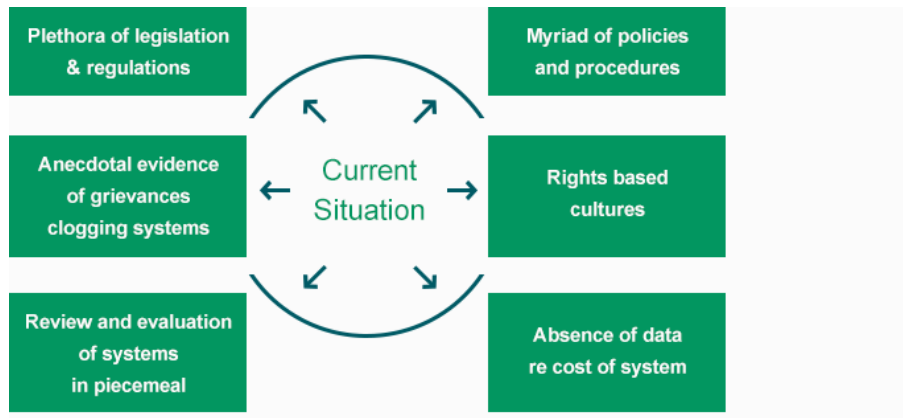 Plethora of legislation
& regulations
Myriad of policies
and procedures
Anecdotal evidence
of grievances
clogging systems
Current
Situation
Rights based
cultures
Review and evaluation
of systems
in piecemeal
Absence of data
re cost of system